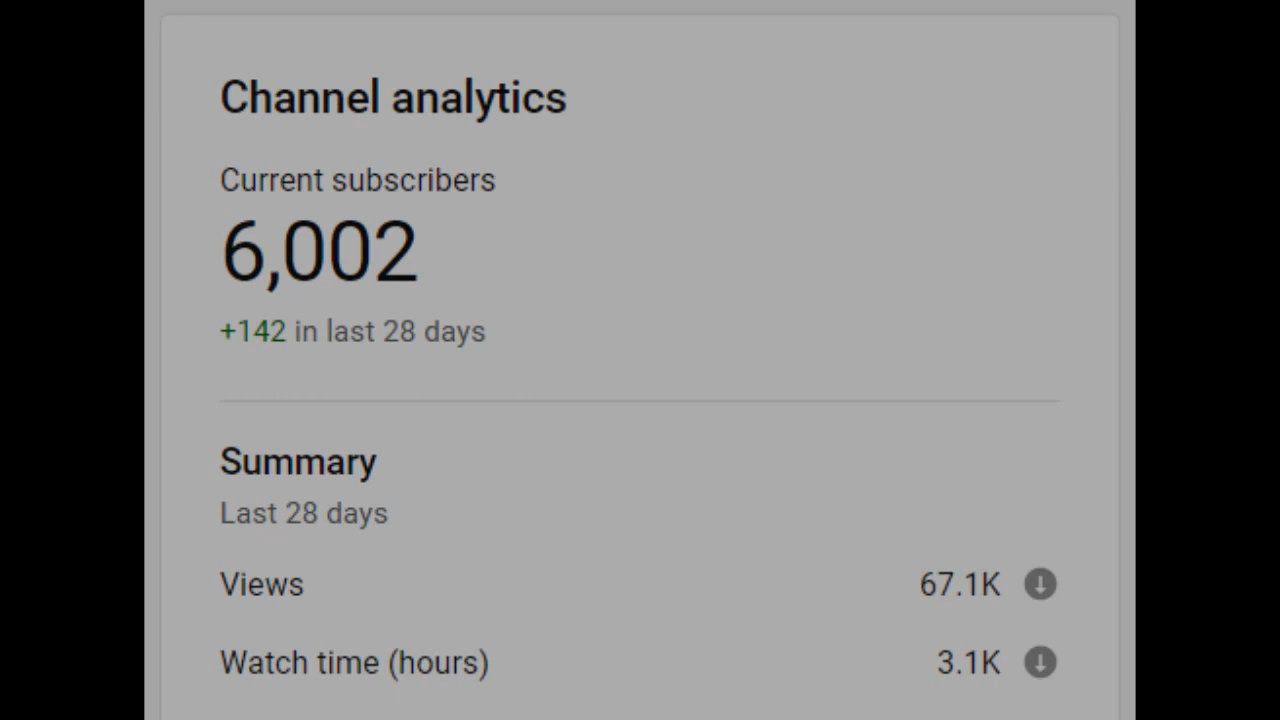 Channel analytics
Current subscribers
6,002
+142 in last 28 days
Summary
Last 28 days
Views 67.1K
Watch time (hours) 3.1K